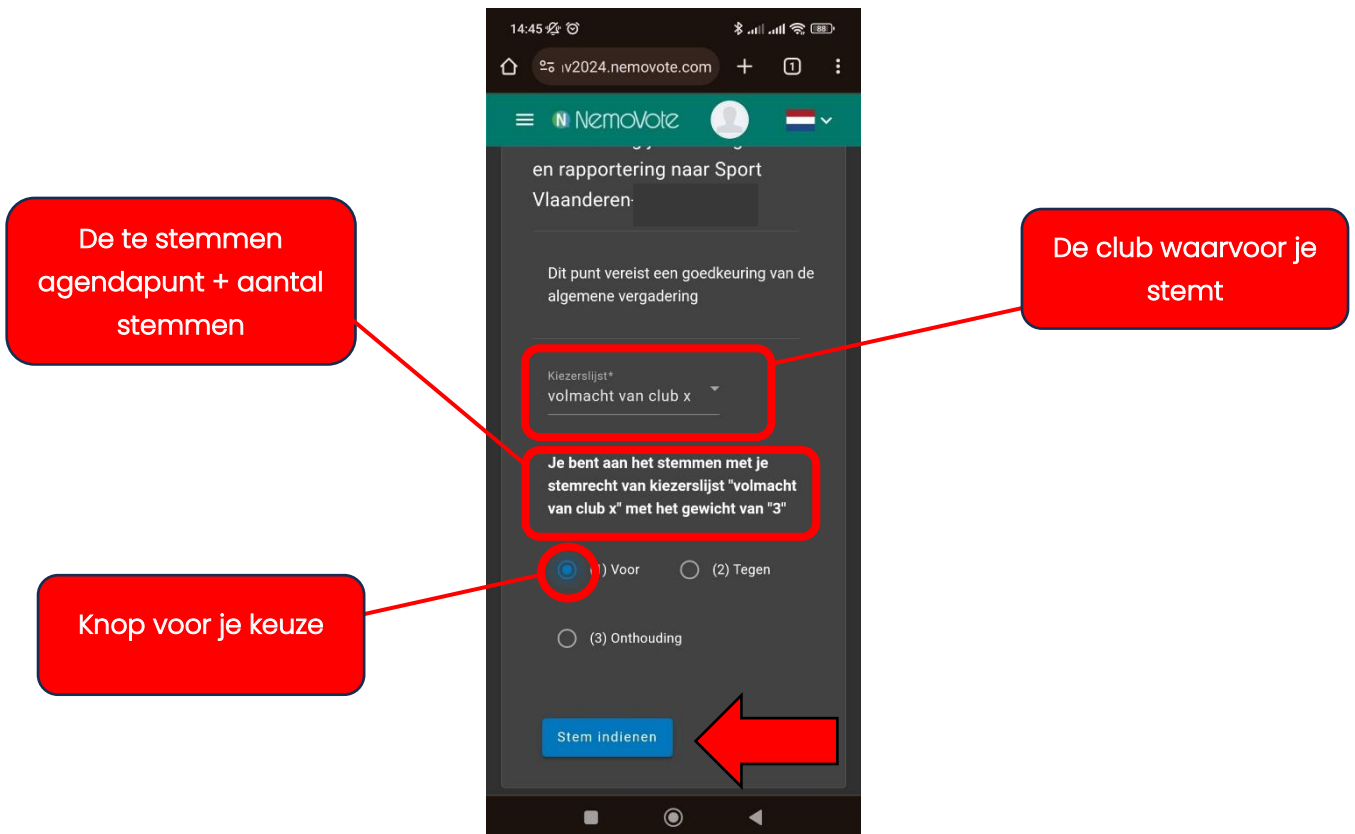 14:45
88
v2024.nemovote.com
1
NemoVote
en rapportering naar Sport
Vlaanderen-
Dit punt vereist een goedkeuring van de
algemene vergadering
Kiezerslijst*
volmacht van club x
Je bent aan het stemmen met je
stemrecht van kiezerslijst "volmacht
van club x" met het gewicht van "3"
(1) Voor
(2) Tegen
(3) Onthouding
Stem indienen
De te stemmen
agendapunt + aantal
stemmen
De club waarvoor je
stemt
Knop voor je keuze